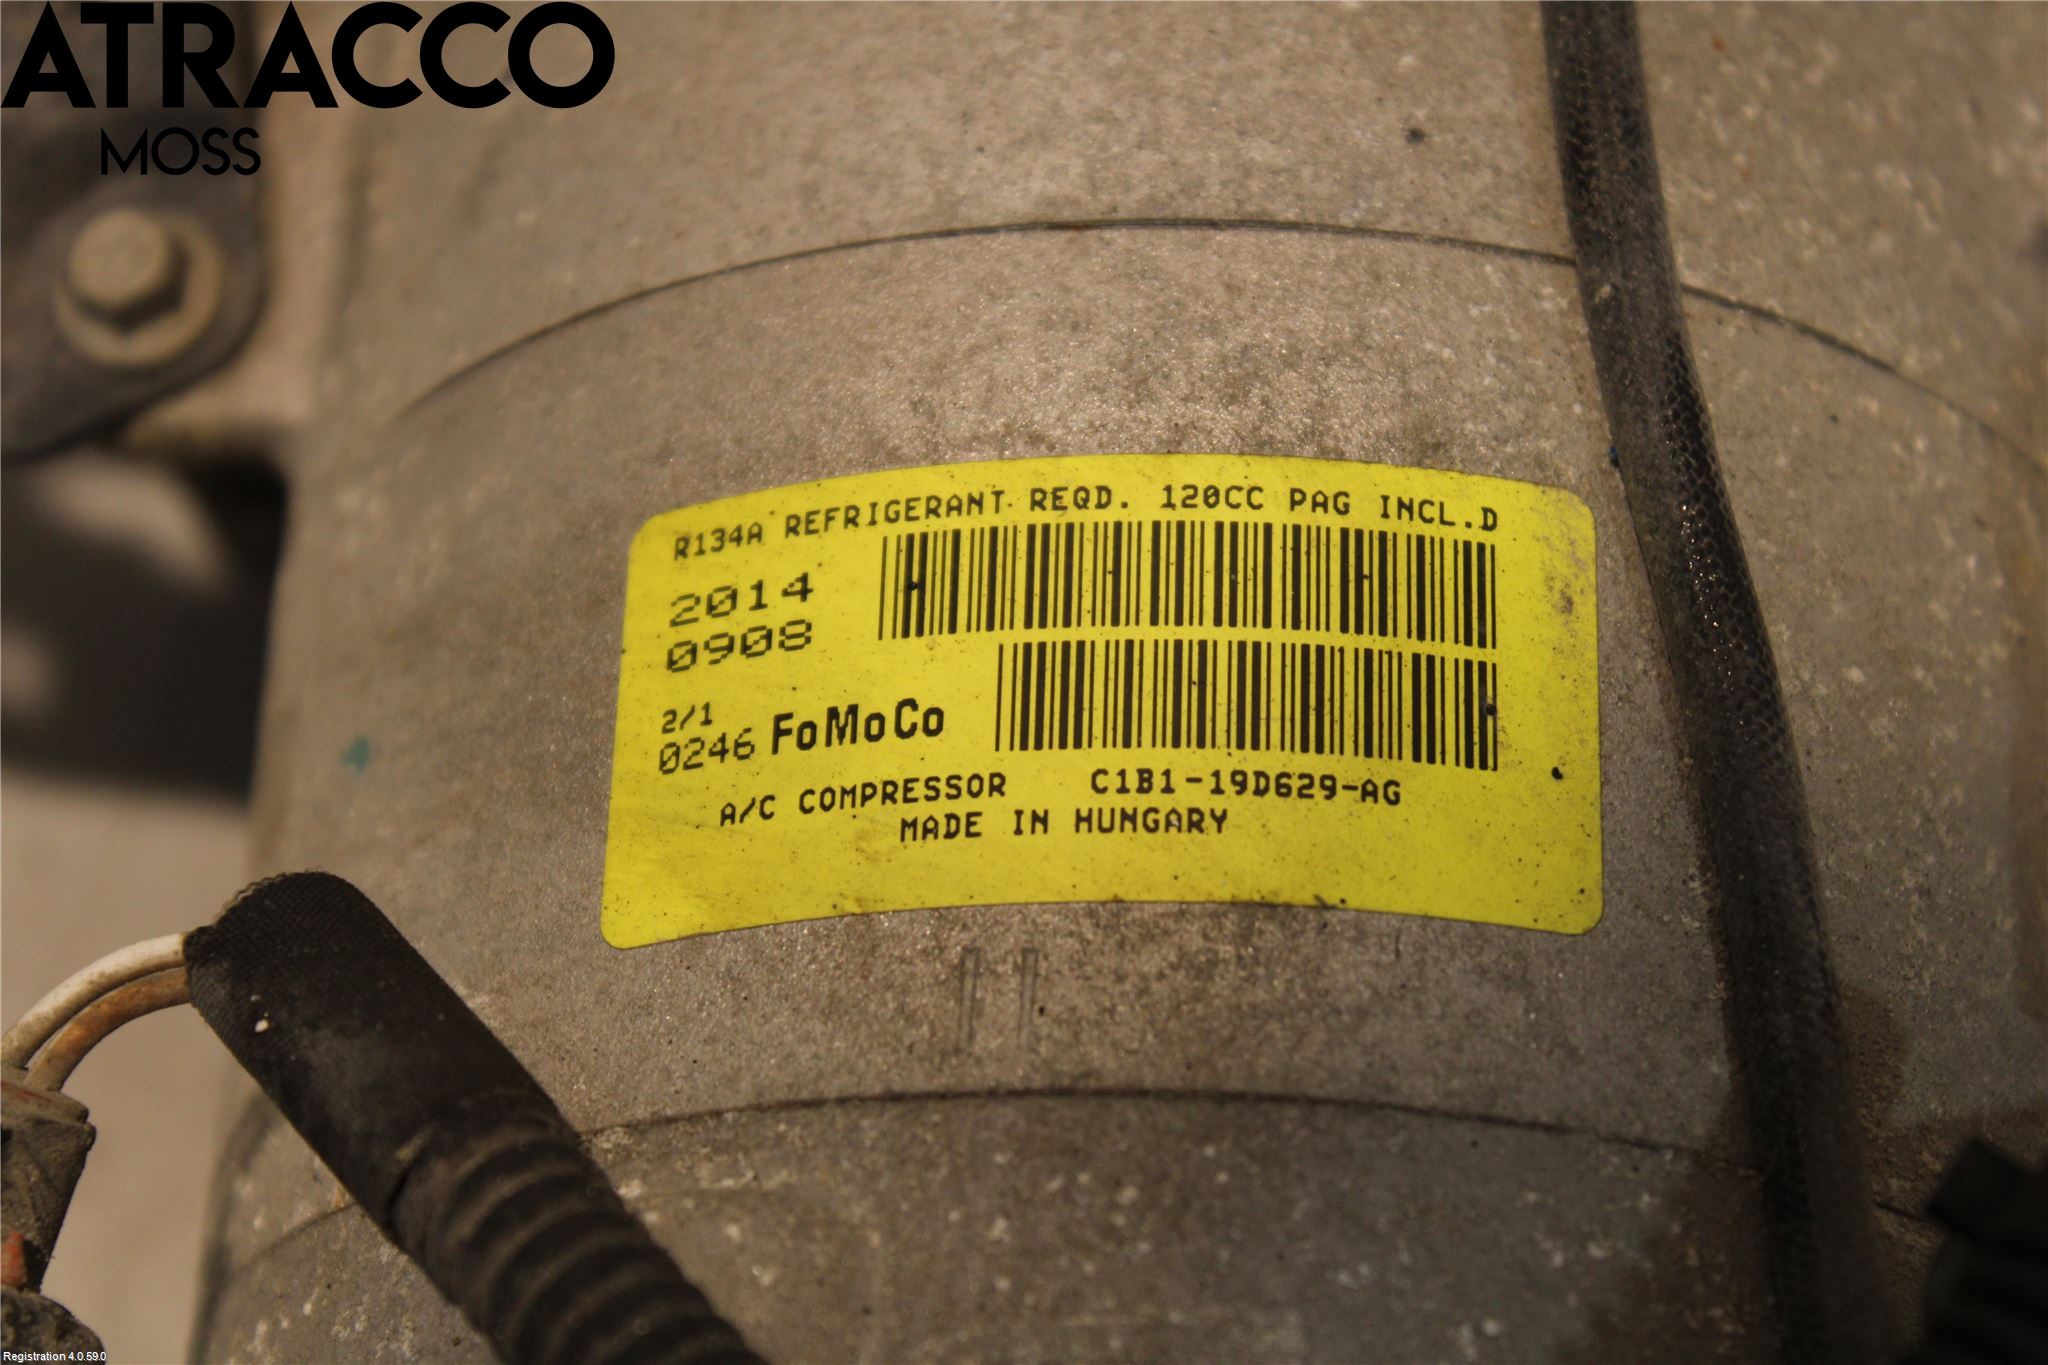 ATRACCO
MOSS
R134A REFRIGERANT REQD. 120CC PAG INCL.D
2014
0908
2/1
0246 FoMoCo
A/C COMPRESSOR C1B1-19D629-AG
MADE IN HUNGARY
Registration 4.0.59.0